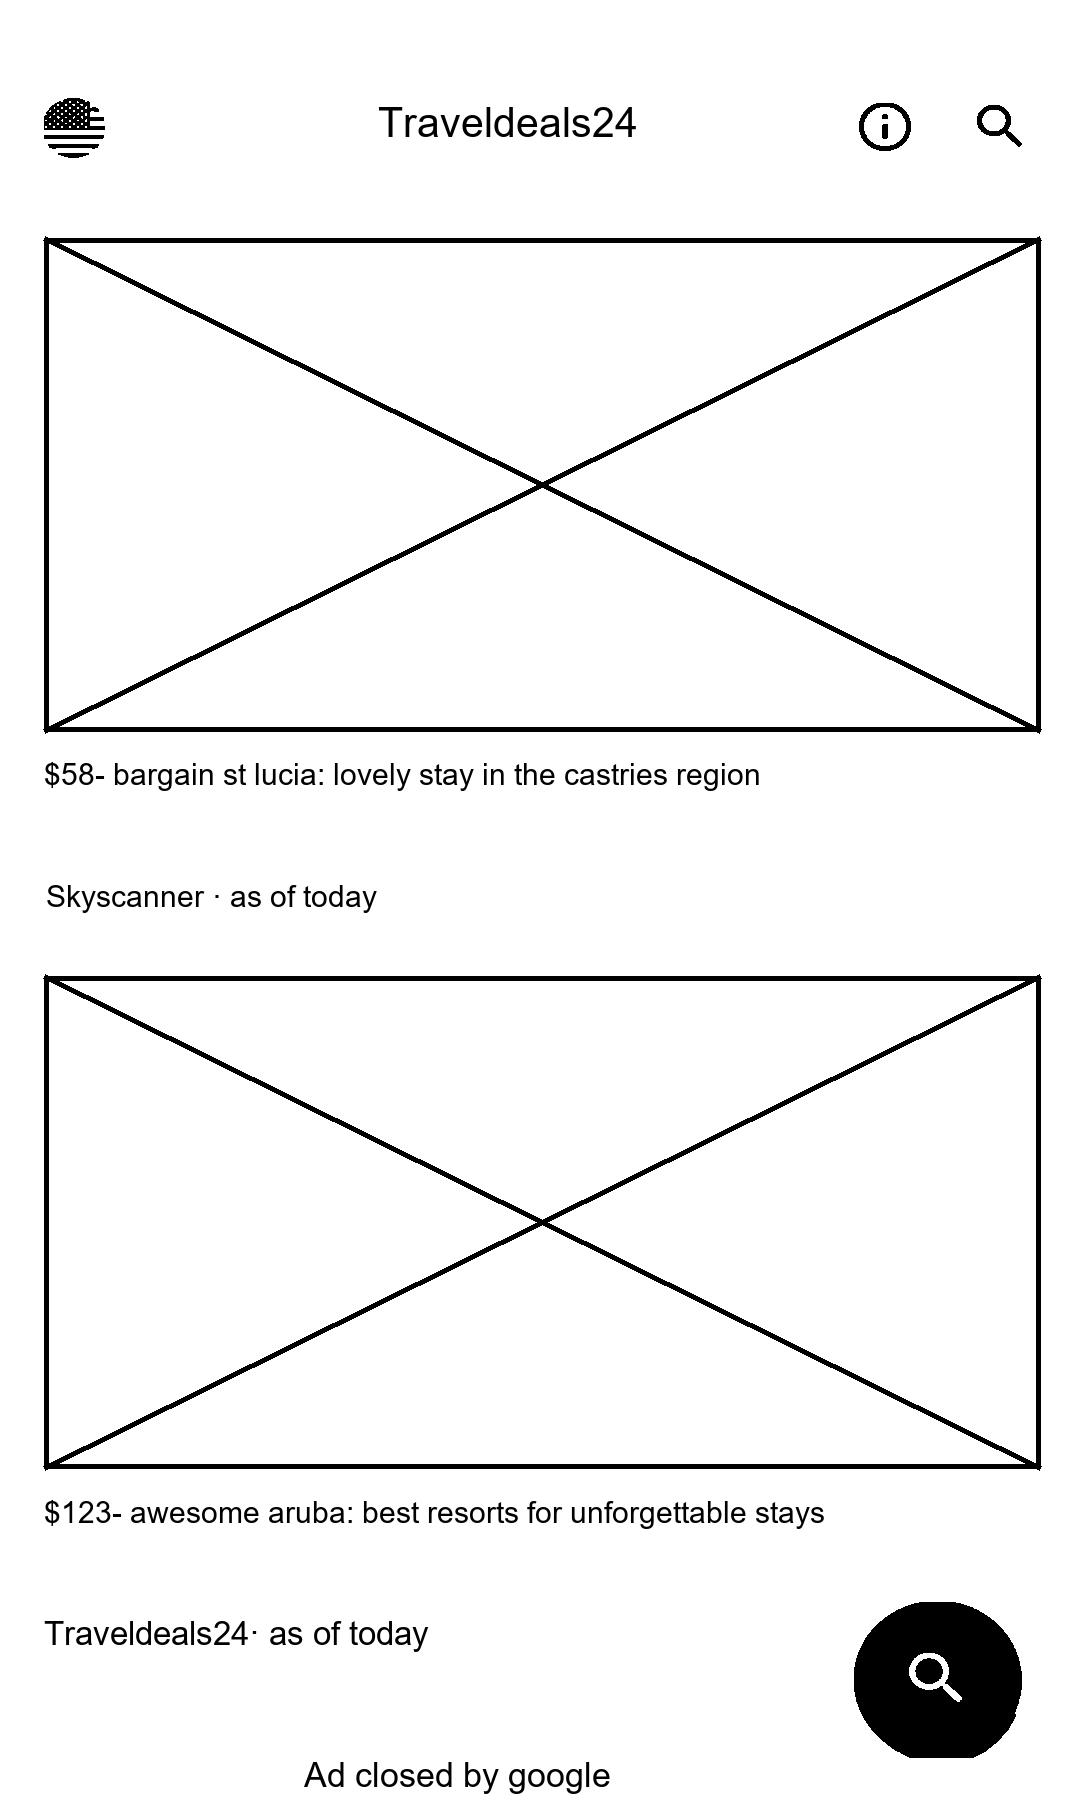 Traveldeals24
$58- bargain st lucia: lovely stay in the castries region
Skyscanner · as of today
$123- awesome aruba: best resorts for unforgettable stays
Traveldeals24· as of today
Ad closed by google